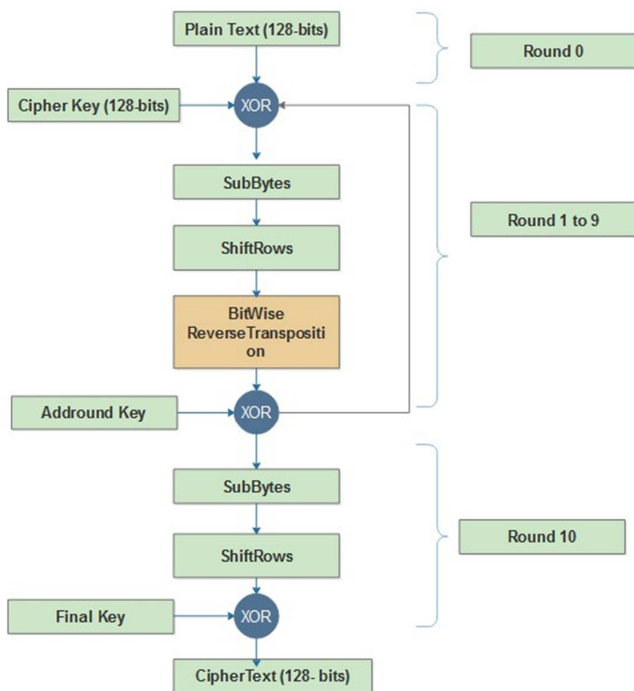 Plain Text (128-bits)
Round 0
Cipher Key (128-bits)
XOR
SubBytes
Round 1 to 9
ShiftRows
BitWise
ReverseTranspositi
on
Addround Key
XOR
SubBytes
Round 10
ShiftRows
Final Key
XOR
CipherText (128- bits)